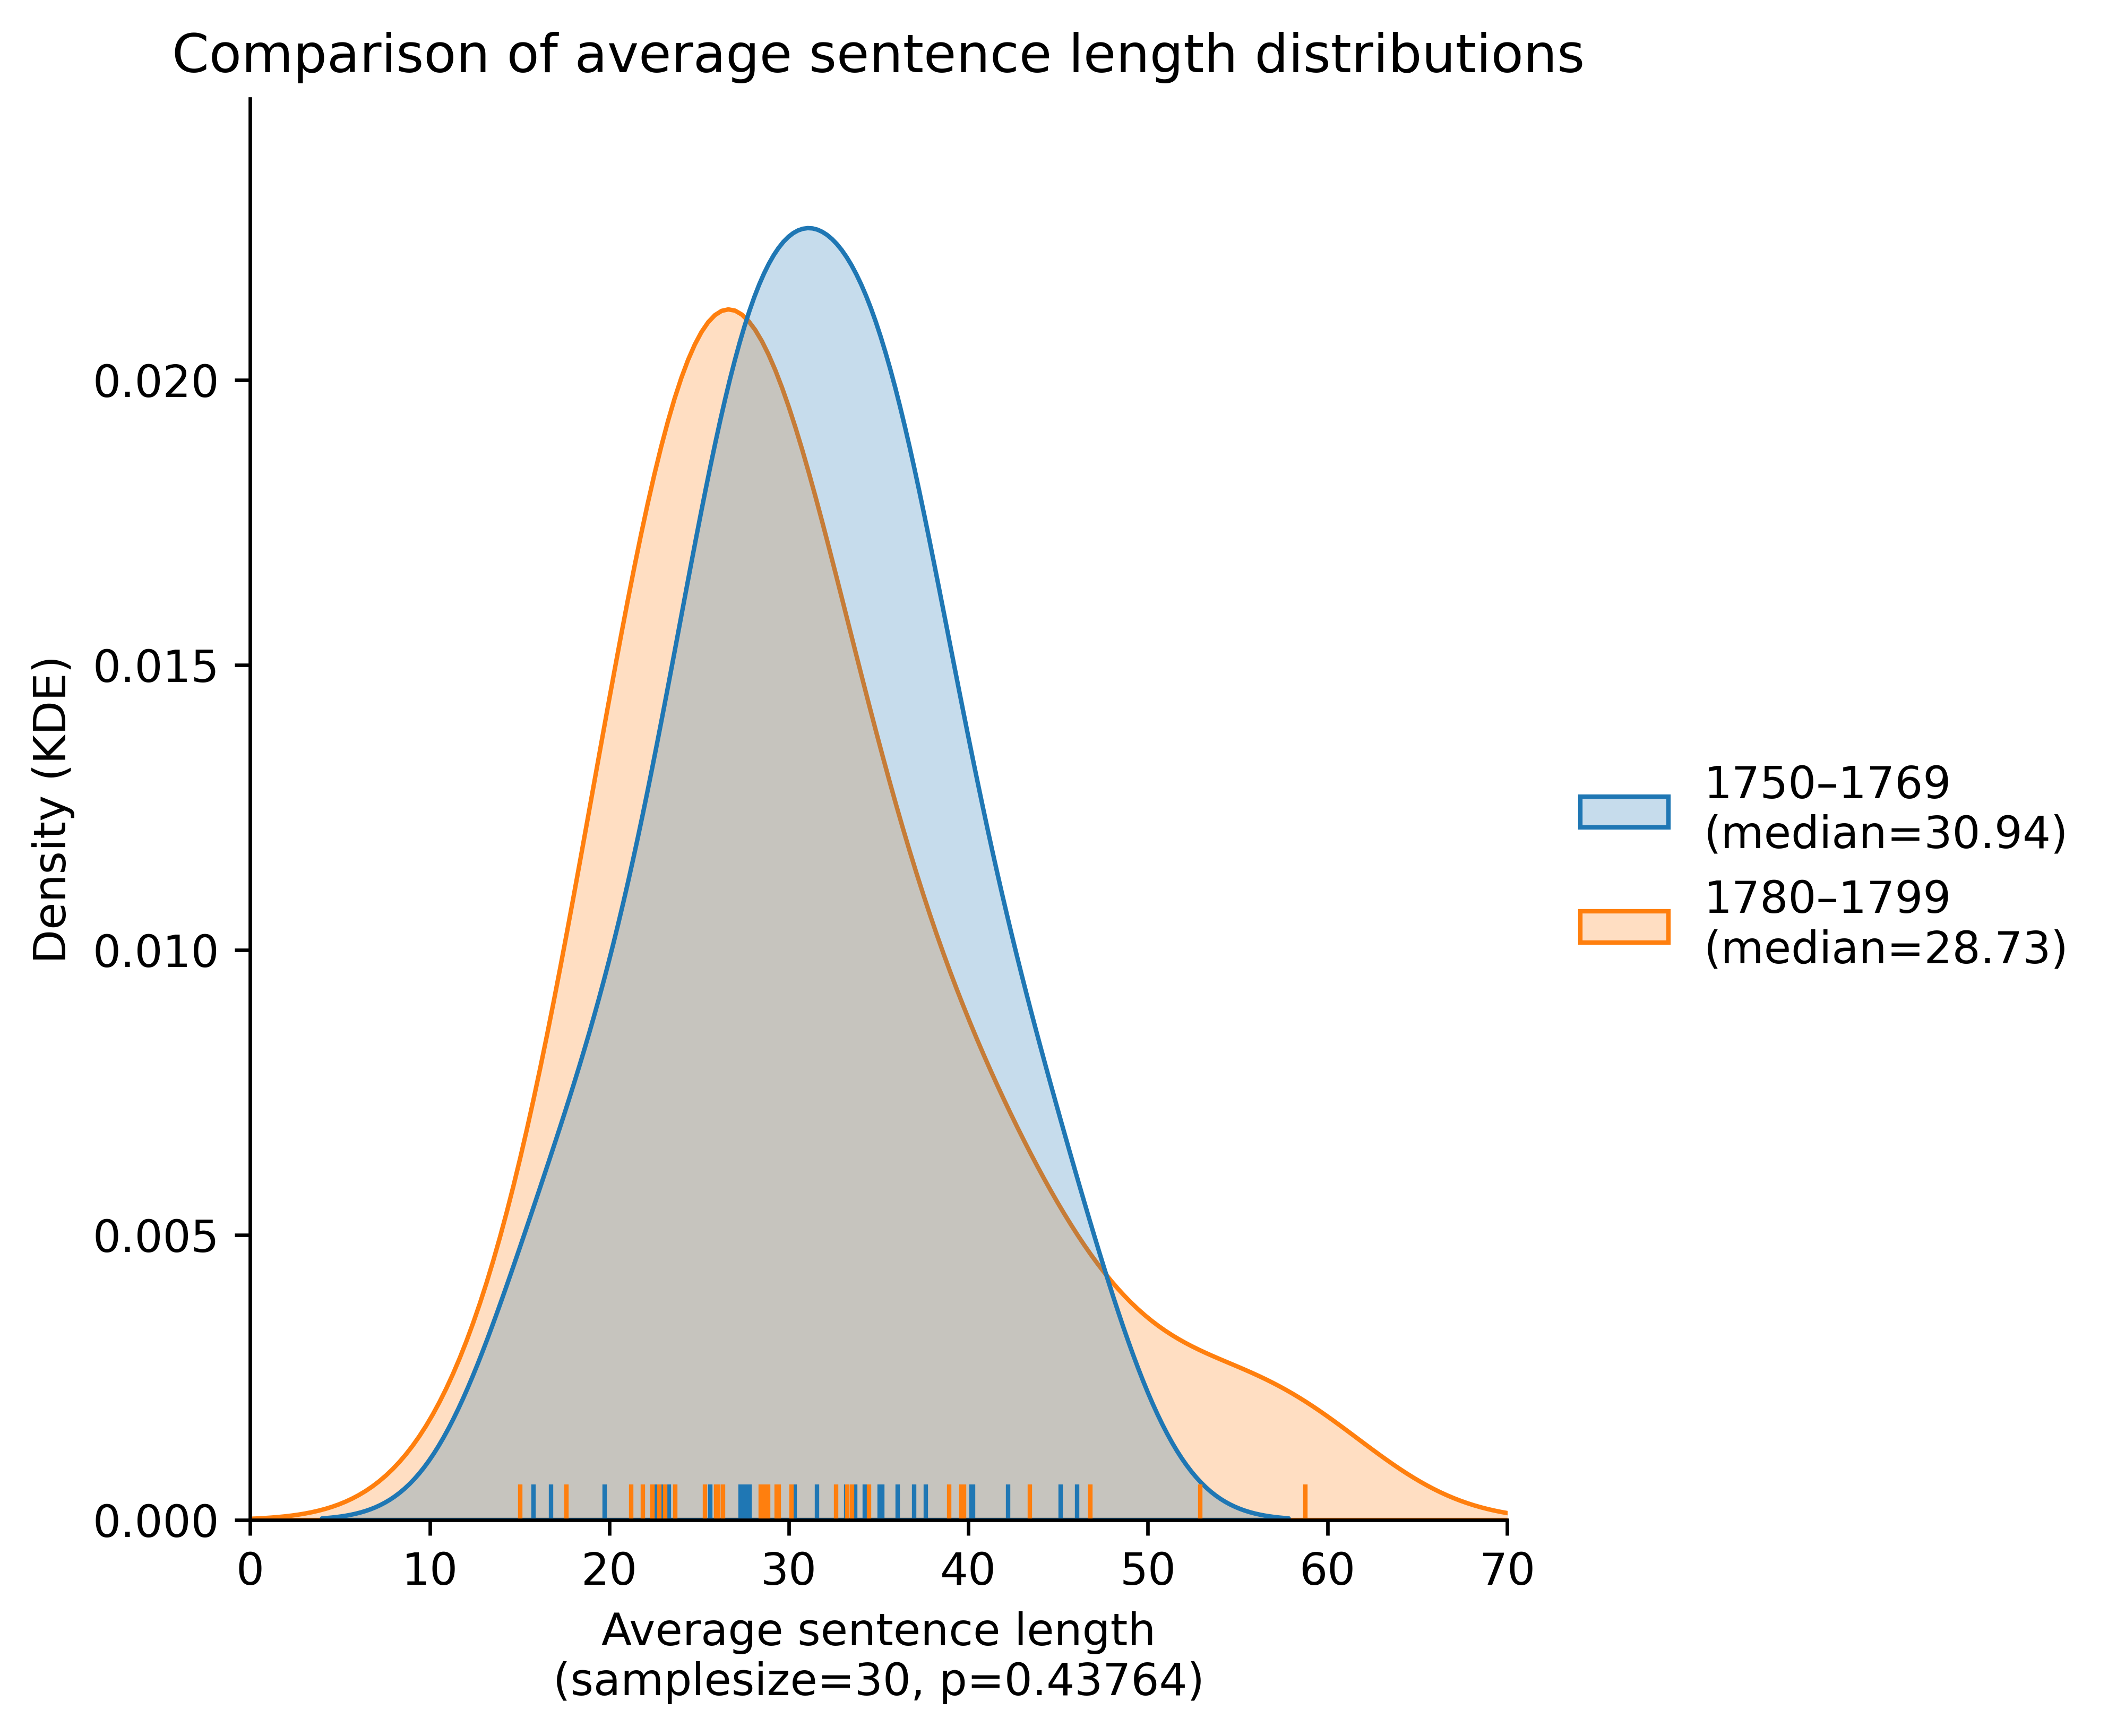 Comparison of average sentence length distributions
Density (KDE)
0.020
0.015
0.010
0.005
0.000
0 10 20 30 40 50 60 70
Average sentence length
(samplesize=30, p=0.43764)
1750–1769
(median=30.94)
1780–1799
(median=28.73)